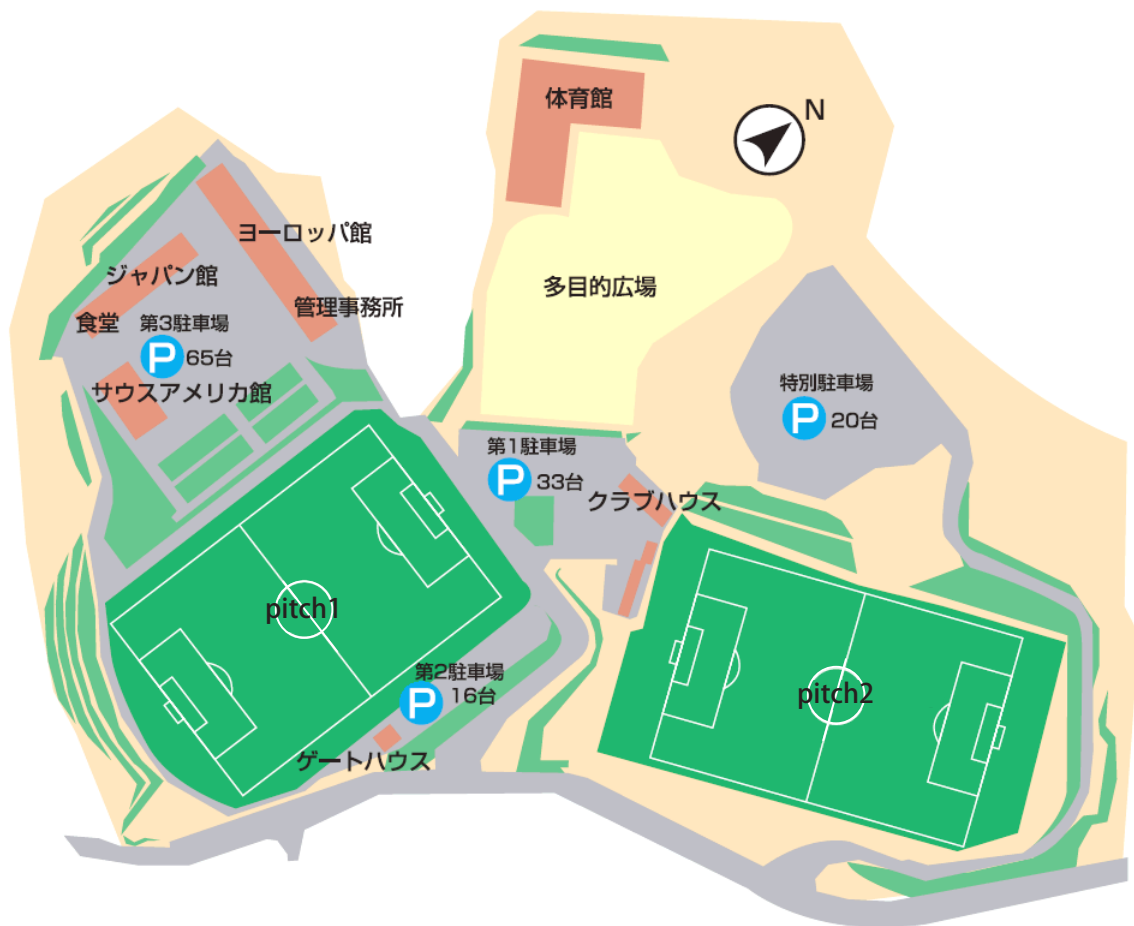 体育館
N
ヨーロッパ館
ジャパン館
多目的広場
管理事務所
食堂
第3駐車場
P 65台
サウスアメリカ館
特別駐車場
P 20台
第1駐車場
P 33台
クラブハウス
pitch1
第2駐車場
P 16台
pitch2
ゲートハウス